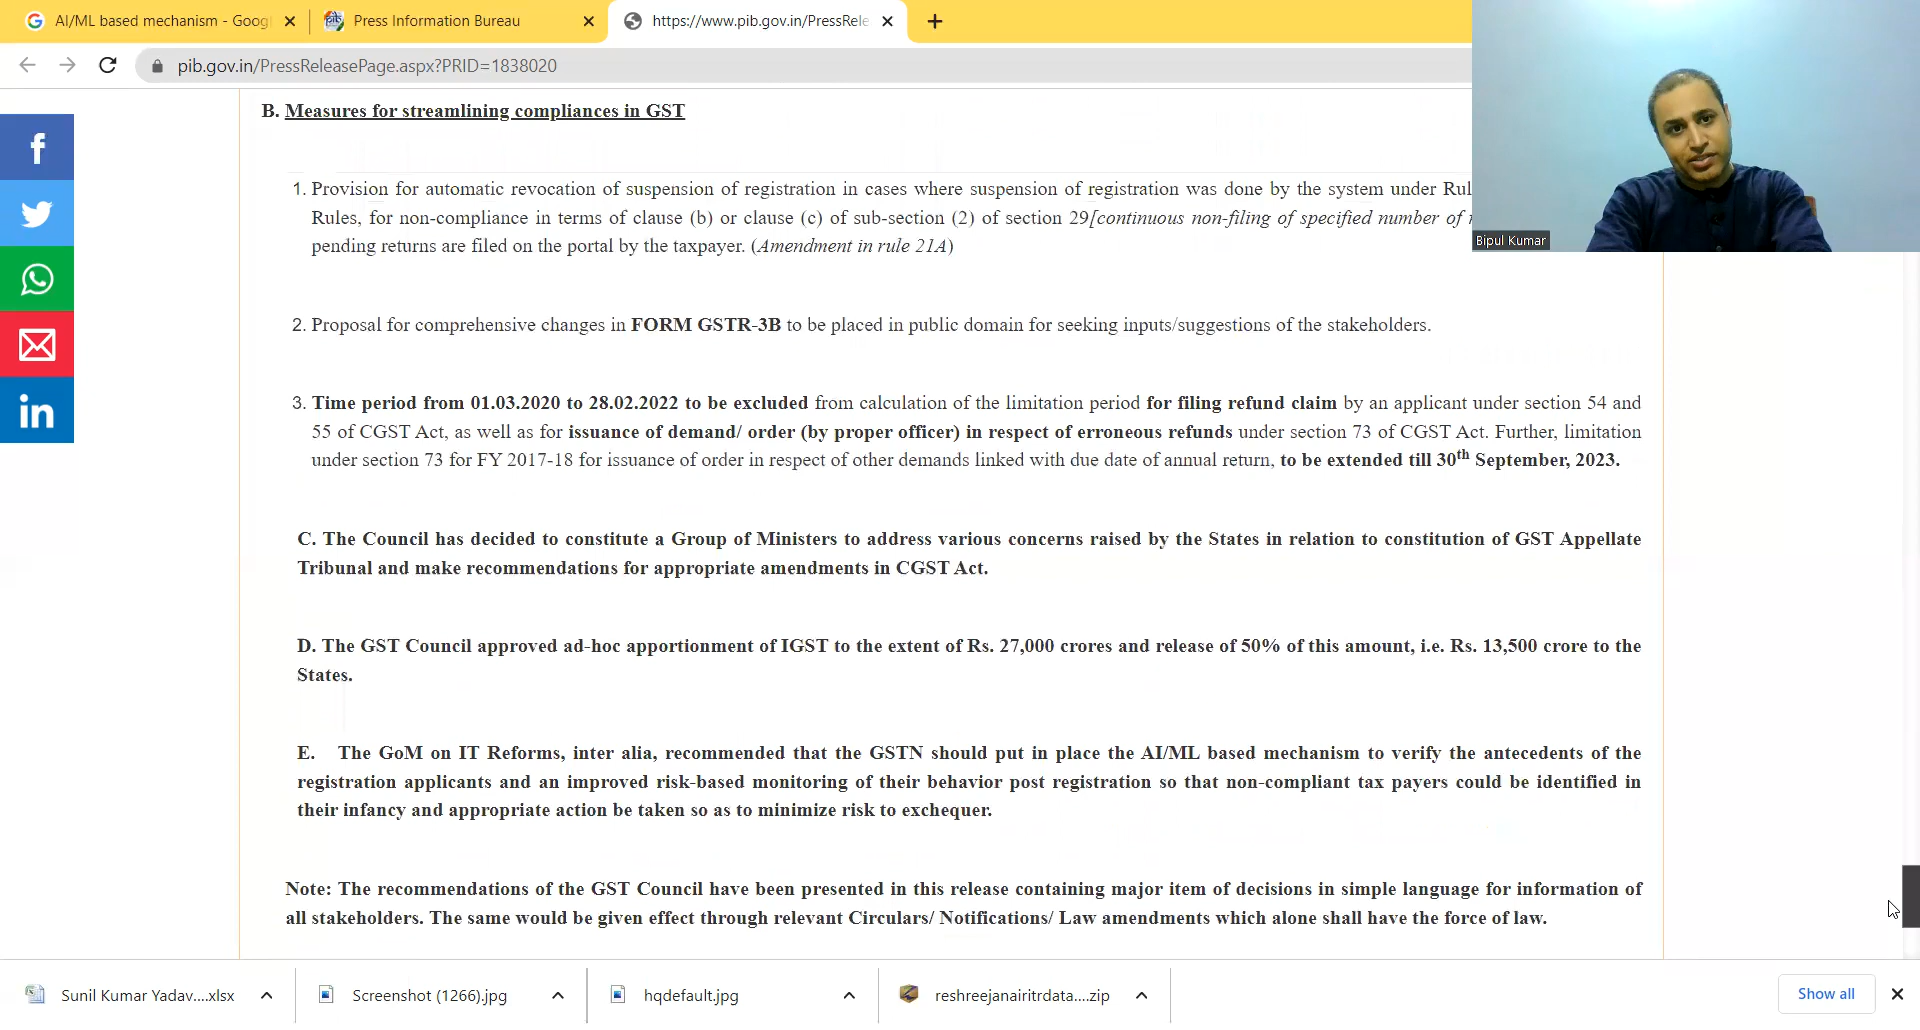 AI/ML based mechanism - Goog
Press Information Bureau
https://www.pib.gov.in/PressRele
pib.gov.in/PressReleasePage.aspx?PRID=1838020
B. Measures for streamlining compliances in GST
1. Provision for automatic revocation of suspension of registration in cases where suspension of registration was done by the system under Rul
Rules, for non-compliance in terms of clause (b) or clause (c) of sub-section (2) of section 29[continuous non-filing of specified number of
pending returns are filed on the portal by the taxpayer. (Amendment in rule 21A)
Bipul Kumar
2. Proposal for comprehensive changes in FORM GSTR-3B to be placed in public domain for seeking inputs/suggestions of the stakeholders.
3. Time period from 01.03.2020 to 28.02.2022 to be excluded from calculation of the limitation period for filing refund claim by an applicant under section 54 and
55 of CGST Act, as well as for issuance of demand/ order (by proper officer) in respect of erroneous refunds under section 73 of CGST Act. Further, limitation
under section 73 for FY 2017-18 for issuance of order in respect of other demands linked with due date of annual return, to be extended till 30th September, 2023.
C. The Council has decided to constitute a Group of Ministers to address various concerns raised by the States in relation to constitution of GST Appellate
Tribunal and make recommendations for appropriate amendments in CGST Act.
D. The GST Council approved ad-hoc apportionment of IGST to the extent of Rs. 27,000 crores and release of 50% of this amount, i.e. Rs. 13,500 crore to the
States.
E. The GoM on IT Reforms, inter alia, recommended that the GSTN should put in place the AI/ML based mechanism to verify the antecedents of the
registration applicants and an improved risk-based monitoring of their behavior post registration so that non-compliant tax payers could be identified in
their infancy and appropriate action be taken so as to minimize risk to exchequer.
Note: The recommendations of the GST Council have been presented in this release containing major item of decisions in simple language for information of
all stakeholders. The same would be given effect through relevant Circulars/ Notifications/ Law amendments which alone shall have the force of law.
Sunil Kumar Yadav....xlsx
Screenshot (1266).jpg
hqdefault.jpg
reshreejanairitrdata....zip
Show all